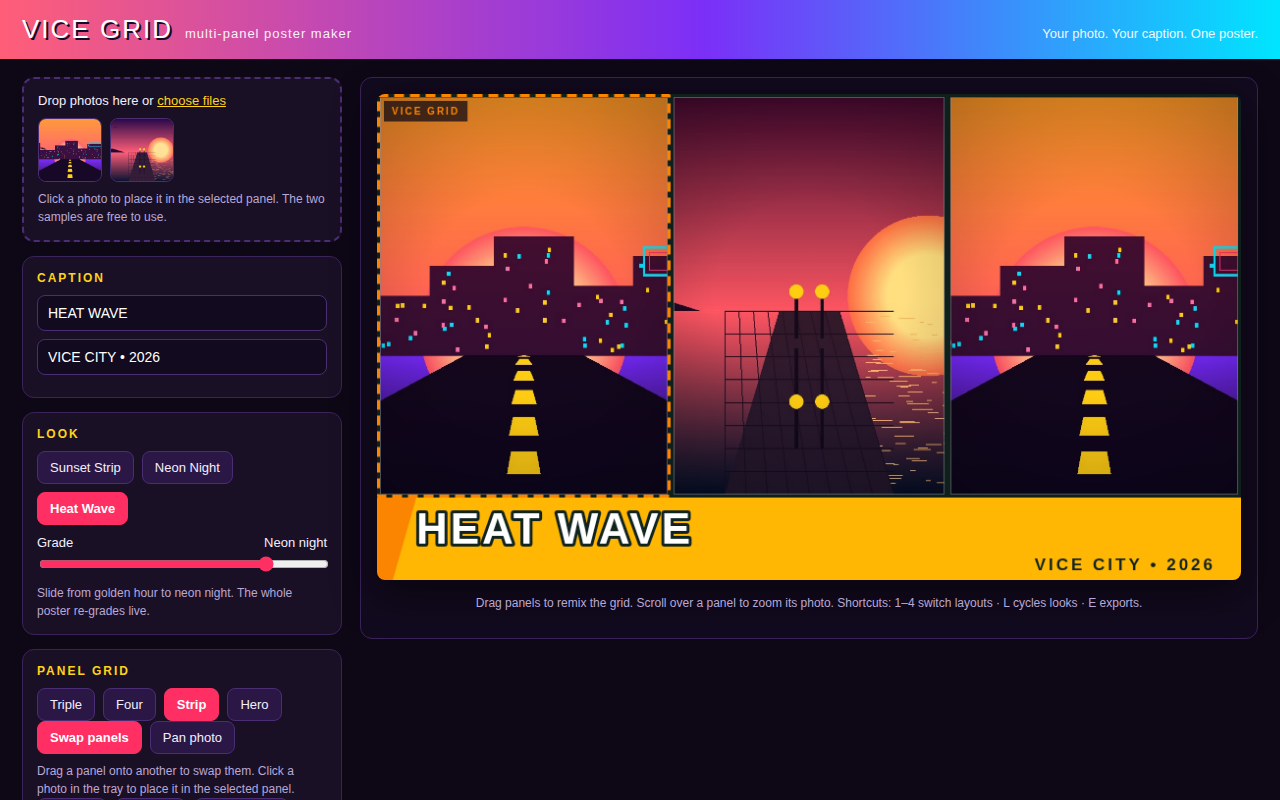 VICE GRID multi-panel poster maker
Your photo. Your caption. One poster.
Drop photos here or choose files
Click a photo to place it in the selected panel. The two
samples are free to use.
CAPTION
HEAT WAVE
VICE CITY • 2026
LOOK
Sunset Strip Neon Night
Heat Wave
Grade Neon night
Slide from golden hour to neon night. The whole
poster re-grades live.
PANEL GRID
Triple Four Strip Hero
Swap panels Pan photo
Drag a panel onto another to swap them. Click a
photo in the tray to place it in the selected panel.
VICE GRID
HEAT WAVE
VICE CITY • 2026
Drag panels to remix the grid. Scroll over a panel to zoom its photo. Shortcuts: 1–4 switch layouts · L cycles looks · E exports.